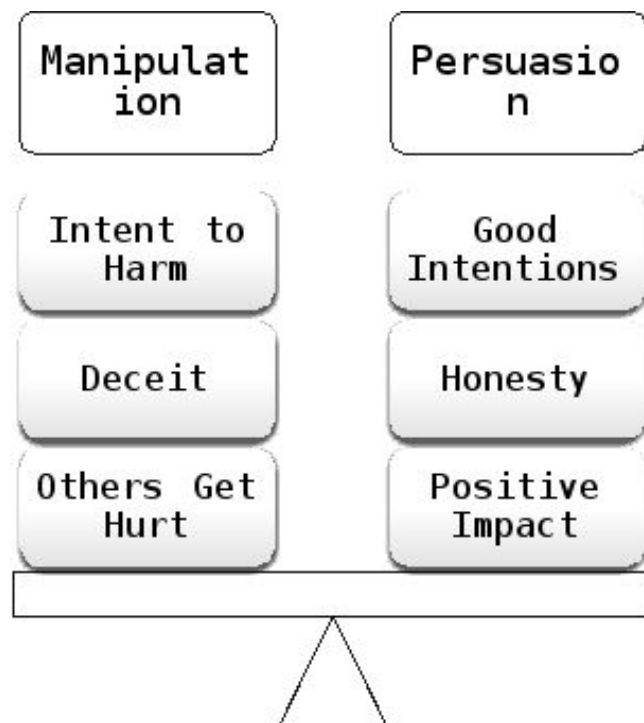 Manipulat
ion
Intent to
Harm
Deceit
Others Get
Hurt
Persuasio
n
Good
Intentions
Honesty
Positive
Impact